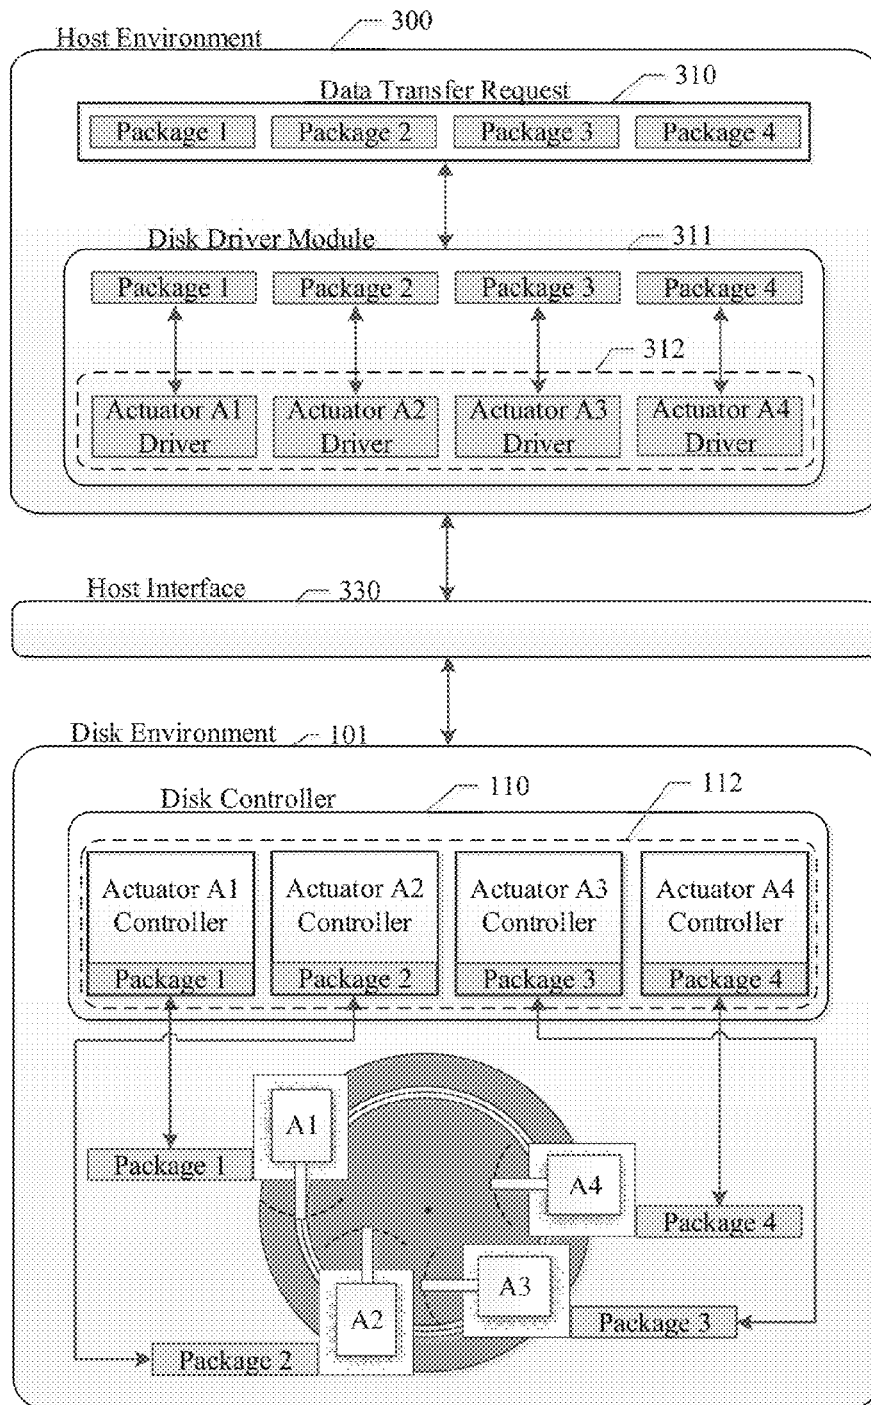 Host Environment
300
Data Transfer Request
310
Package 1
Package 2
Package 3
Package 4
Disk Driver Module
311
Package 1
Package 2
Package 3
Package 4
312
Actuator A1
Driver
Actuator A2
Driver
Actuator A3
Driver
Actuator A4
Driver
Host Interface
330
Disk Environment
101
Disk Controller
110
112
Actuator A1
Controller
Package 1
Actuator A2
Controller
Package 2
Actuator A3
Controller
Package 3
Actuator A4
Controller
Package 4
A1
Package 1
A4
Package 4
A3
Package 3
A2
Package 2